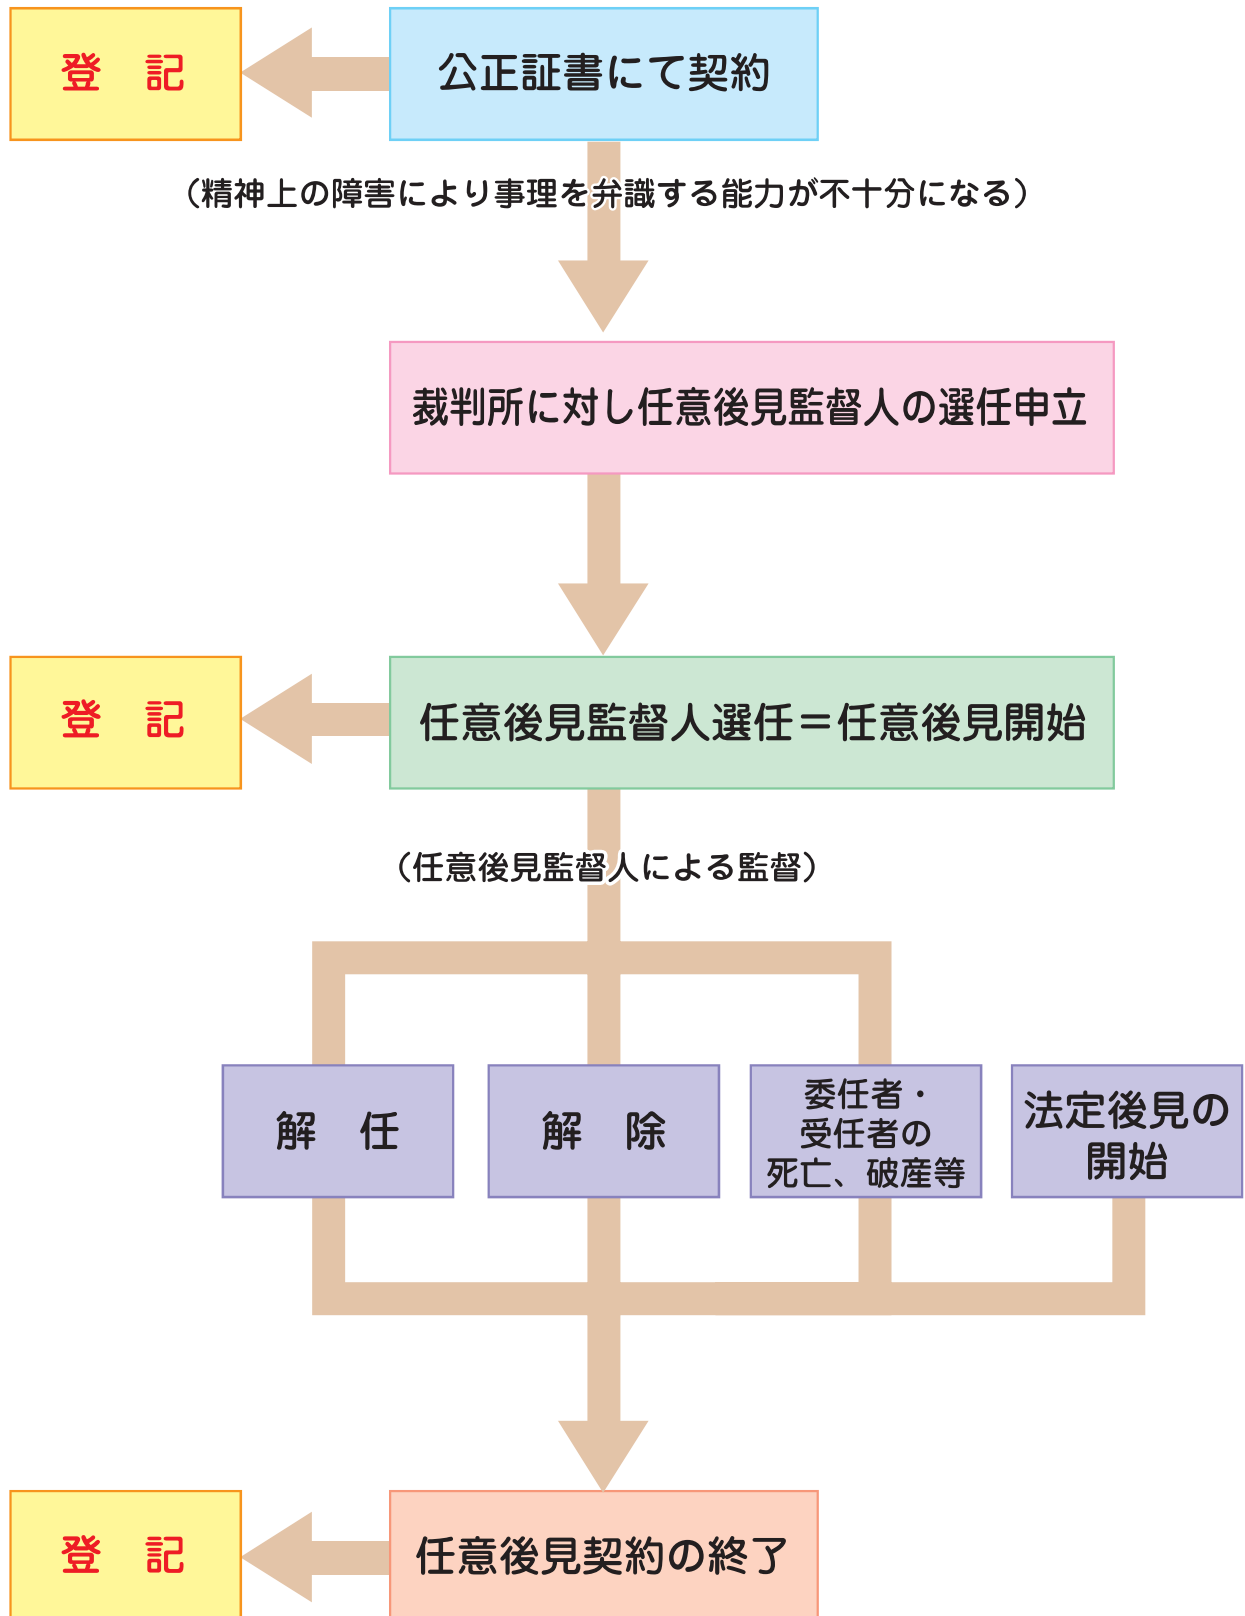 登　記
公正証書にて契約
（精神上の障害により事理を弁識する能力が不十分になる）
裁判所に対し任意後見監督人の選任申立
登　記
任意後見監督人選任＝任意後見開始
（任意後見監督人による監督）
解　任
解　除
委任者・
受任者の
死亡、破産等
法定後見の
開始
登　記
任意後見契約の終了